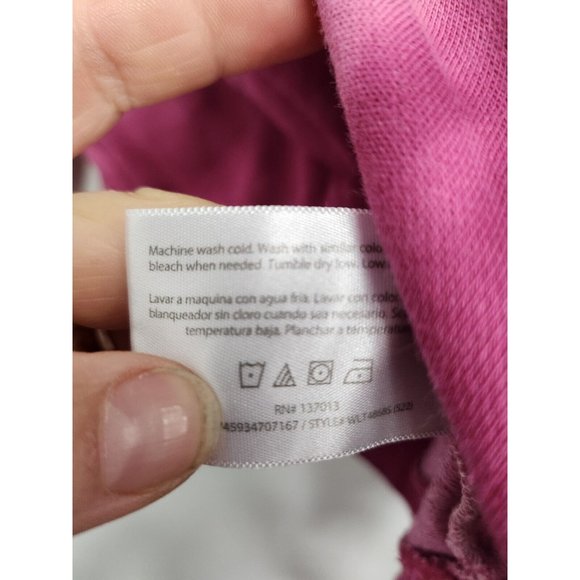 Machine wash cold. Wash with similar colo
bleach when needed. Tumble dry low. Low
Lavar a maquina con agua fria. Lavar con color
blanqueador sin cloro cuando sea necesario. Se
temperatura baja. Planchar a temperatur
RN# 137013
45934707167 / STYLE# WLT48685 (522)